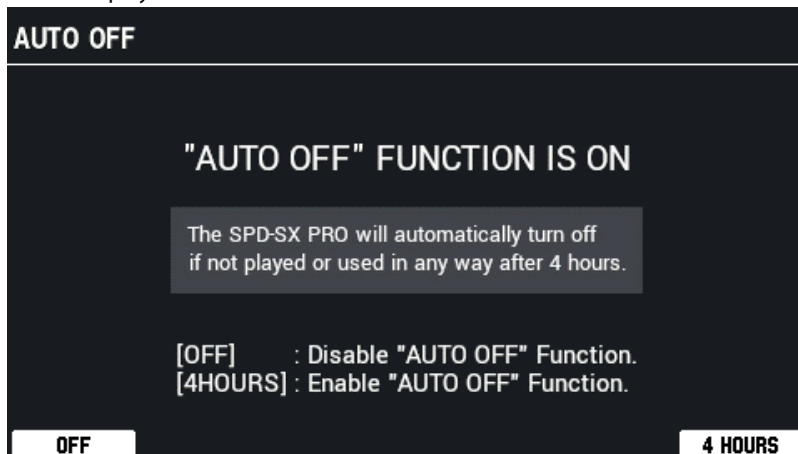 AUTO OFF
"AUTO OFF" FUNCTION IS ON
The SPD-SX PRO will automatically turn off
if not played or used in any way after 4 hours.
[OFF] : Disable "AUTO OFF" Function.
[4HOURS] : Enable "AUTO OFF" Function.
OFF 4 HOURS